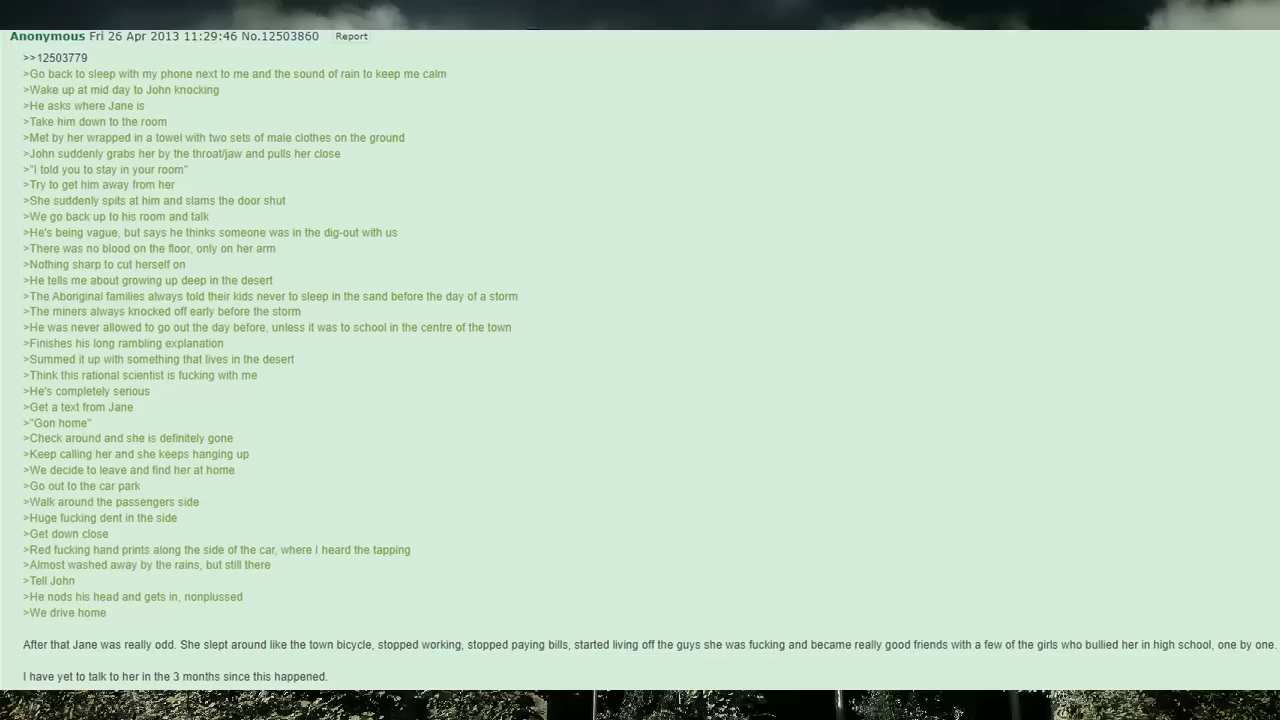 Anonymous Fri 26 Apr 2013 11:29:46 No.12503860 Report
>>12503779
>Go back to sleep with my phone next to me and the sound of rain to keep me calm
>Wake up at mid day to John knocking
>He asks where Jane is
>Take him down to the room
>Met by her wrapped in a towel with two sets of male clothes on the ground
>John suddenly grabs her by the throat/jaw and pulls her close
>"I told you to stay in your room"
>Try to get him away from her
>She suddenly spits at him and slams the door shut
>We go back up to his room and talk
>He's being vague, but says he thinks someone was in the dig-out with us
>There was no blood on the floor, only on her arm
>Nothing sharp to cut herself on
>He tells me about growing up deep in the desert
>The Aboriginal families always told their kids never to sleep in the sand before the day of a storm
>The miners always knocked off early before the storm
>He was never allowed to go out the day before, unless it was to school in the centre of the town
>Finishes his long rambling explanation
>Summed it up with something that lives in the desert
>Think this rational scientist is fucking with me
>He's completely serious
>Get a text from Jane
>"Gon home"
>Check around and she is definitely gone
>Keep calling her and she keeps hanging up
>We decide to leave and find her at home
>Go out to the car park
>Walk around the passengers side
>Huge fucking dent in the side
>Get down close
>Red fucking hand prints along the side of the car, where I heard the tapping
>Almost washed away by the rains, but still there
>Tell John
>He nods his head and gets in, nonplussed
>We drive home
After that Jane was really odd. She slept around like the town bicycle, stopped working, stopped paying bills, started living off the guys she was fucking and became really good friends with a few of the girls who bullied her in high school, one by one.
I have yet to talk to her in the 3 months since this happened.